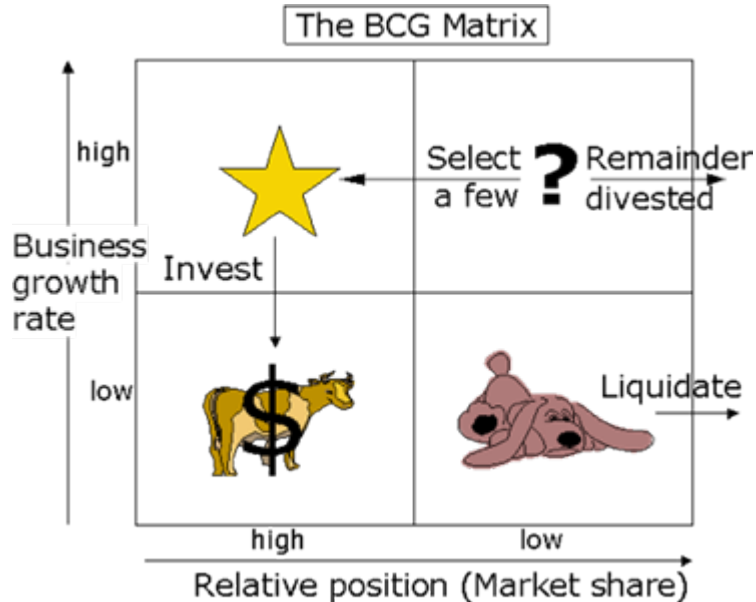 The BCG Matrix
high
Select
a few
?
Remainder
divested
Business
growth
rate
Invest
low
$
Liquidate
high
low
Relative position (Market share)